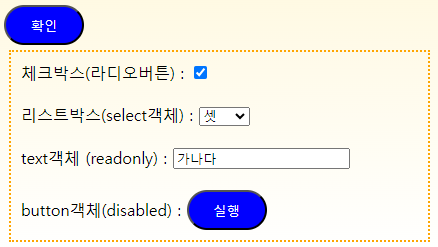 확인
체크박스(라디오버튼) :
리스트박스(select객체) : 셋
text객체 (readonly) : 가나다
button객체(disabled) : 실행